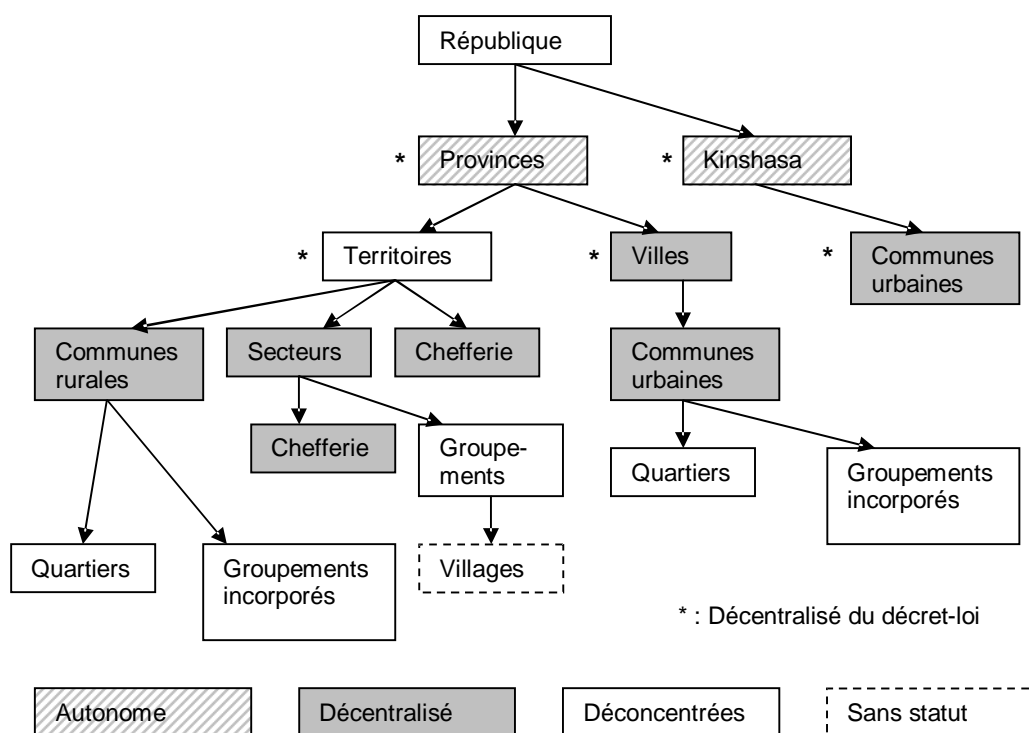 République
* Provinces
* Kinshasa
* Territoires
* Villes
* Communes
urbaines
Communes
rurales
Secteurs
Chefferie
Communes
urbaines
Chefferie
Groupe-
ments
Quartiers
Groupements
incorporés
Quartiers
Groupements
incorporés
Villages
* : Décentralisé du décret-loi
Autonome
Décentralisé
Déconcentrées
Sans statut